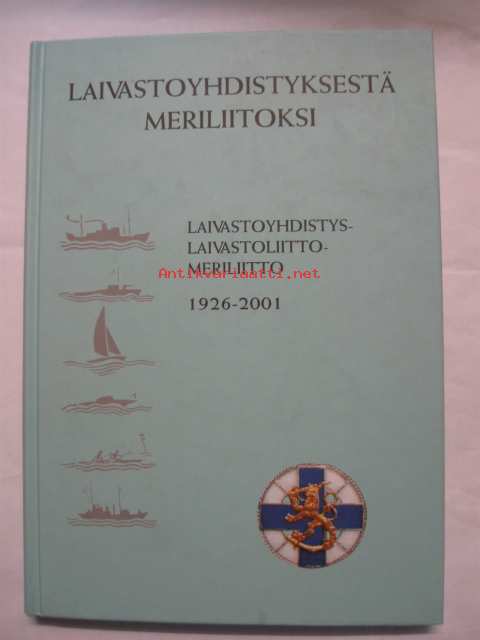 LAIVASTOYHDISTYKSESTÄ
MERILIITOKSI
LAIVASTOYHDISTYS-
LAIVASTOLIITTO-
MERILIITTO
Antikvariaatti.net
1926-2001